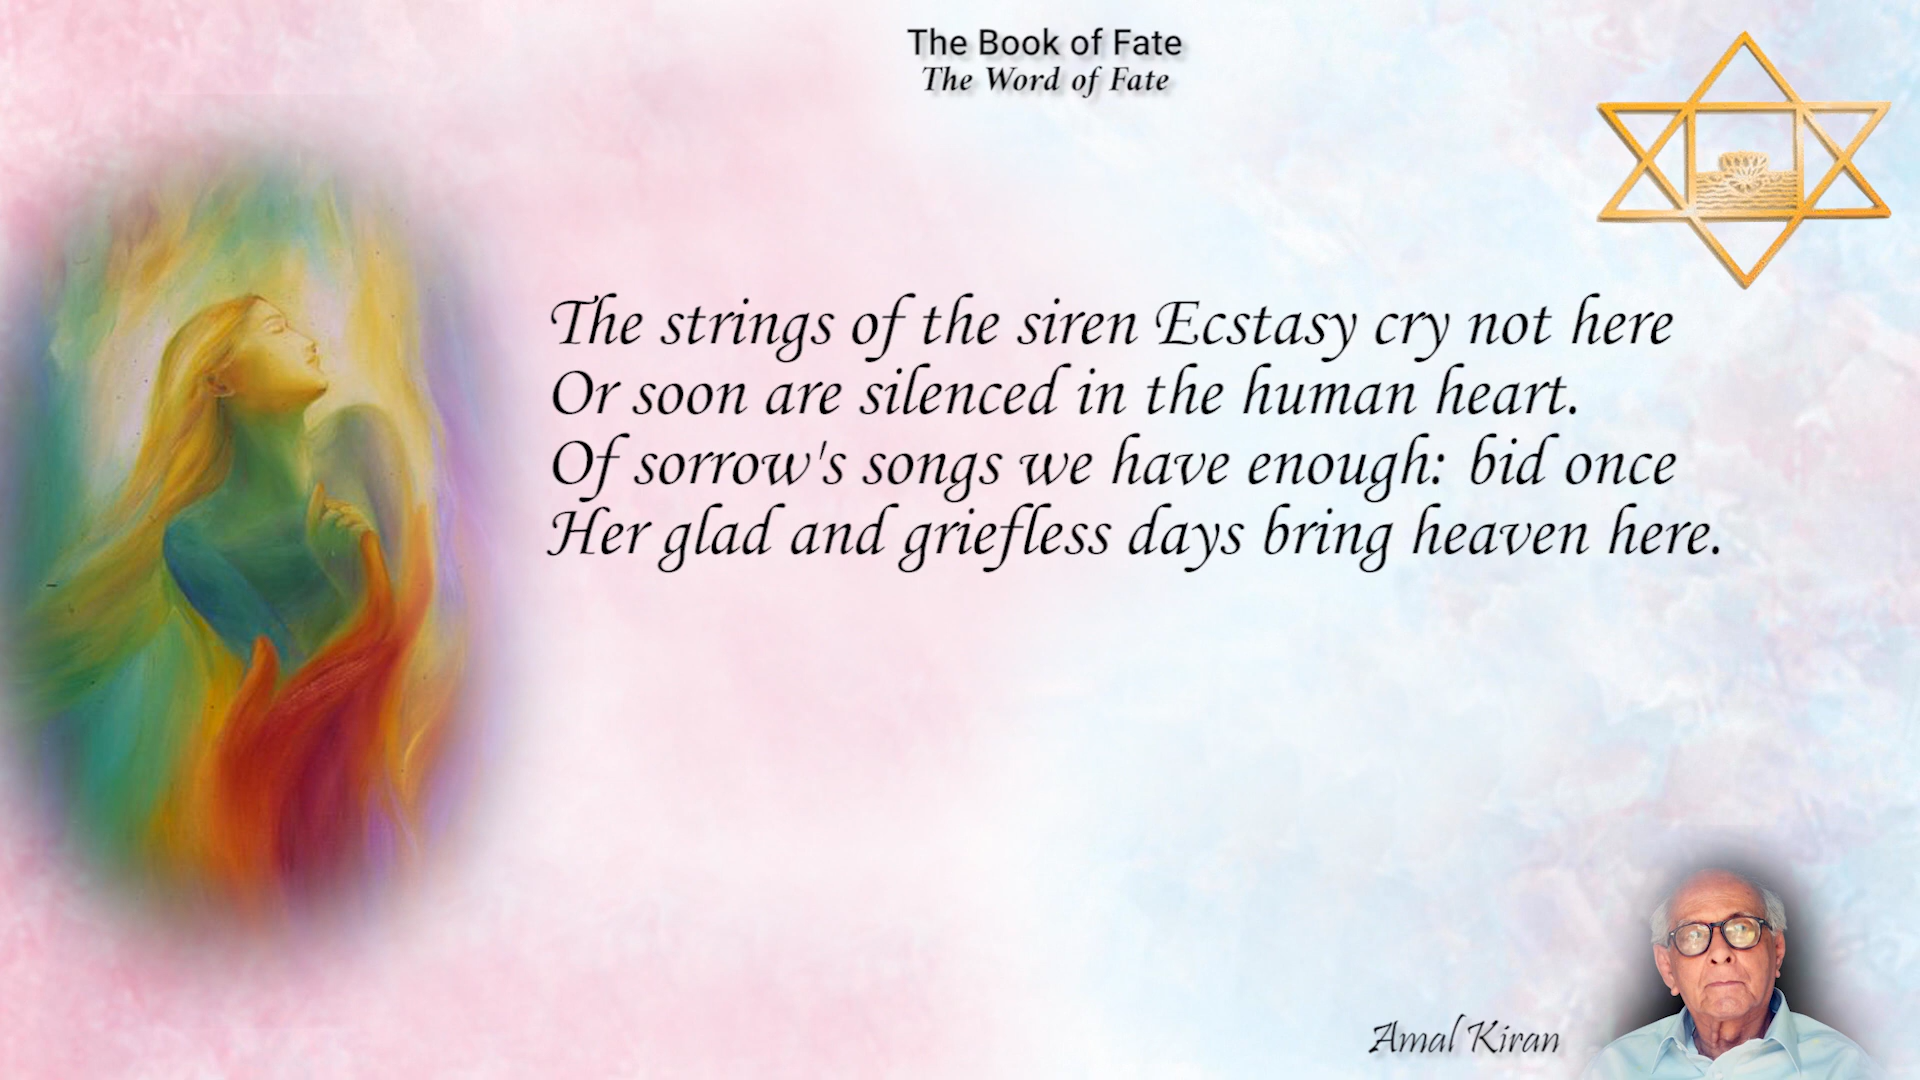 The Book of Fate
The Word of Fate
The strings of the siren Ecstasy cry not here
Or soon are silenced in the human heart.
Of sorrow's songs we have enough: bid once
Her glad and griefless days bring heaven here.
Amal Kiran